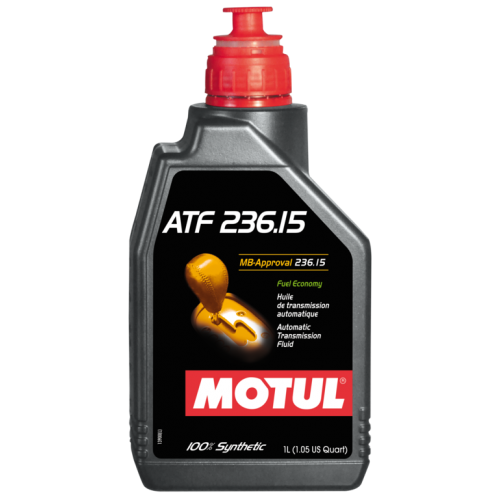 ATF 236.15
MB-Approval 236.15
Fuel Economy
Huile
de transmission
automatique
Automatic
Transmission
Fluid
MOTUL®
100% Synthetic
1L (1.05 US Quart)